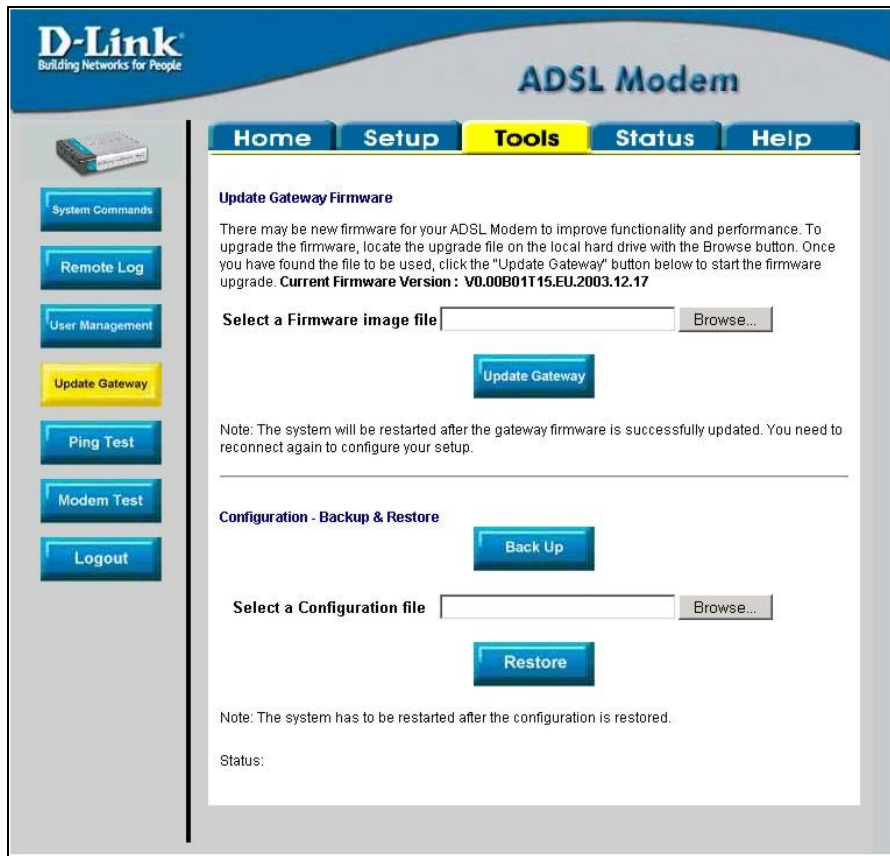 D-Link
Building Networks for People
ADSL Modem
Home
Setup
Tools
Status
Help
System Commands
Remote Log
User Management
Update Gateway
Ping Test
Modem Test
Logout
Update Gateway Firmware
There may be new firmware for your ADSL Modem to improve functionality and performance. To
upgrade the firmware, locate the upgrade file on the local hard drive with the Browse button. Once
you have found the file to be used, click the "Update Gateway" button below to start the firmware
upgrade. Current Firmware Version : V0.00B01T15.EU.2003.12.17
Select a Firmware image file
Browse...
Update Gateway
Note: The system will be restarted after the gateway firmware is successfully updated. You need to
reconnect again to configure your setup.
Configuration - Backup & Restore
Back Up
Select a Configuration file
Browse...
Restore
Note: The system has to be restarted after the configuration is restored.
Status: